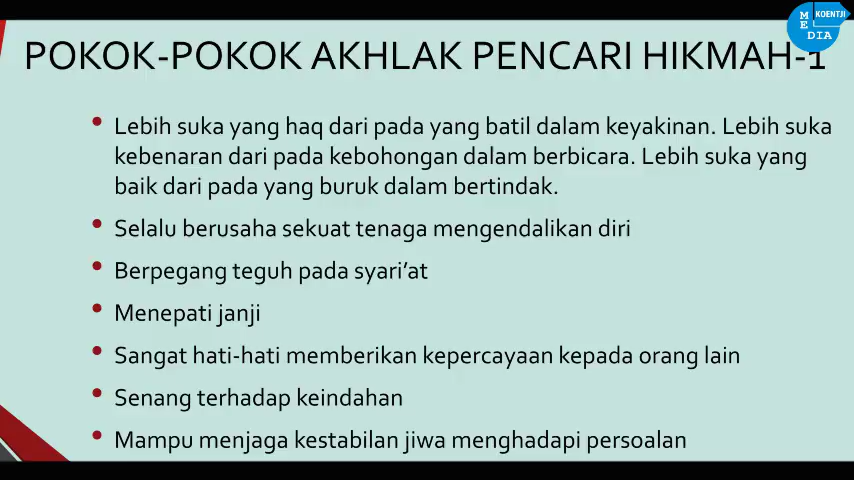 KOENTJI
ME
DIA
POKOK-POKOK AKHLAK PENCARI HIKMAH-1
• Lebih suka yang haq dari pada yang batil dalam keyakinan. Lebih suka
kebenaran dari pada kebohongan dalam berbicara. Lebih suka yang
baik dari pada yang buruk dalam bertindak.
• Selalu berusaha sekuat tenaga mengendalikan diri
• Berpegang teguh pada syari’at
• Menepati janji
• Sangat hati-hati memberikan kepercayaan kepada orang lain
• Senang terhadap keindahan
• Mampu menjaga kestabilan jiwa menghadapi persoalan